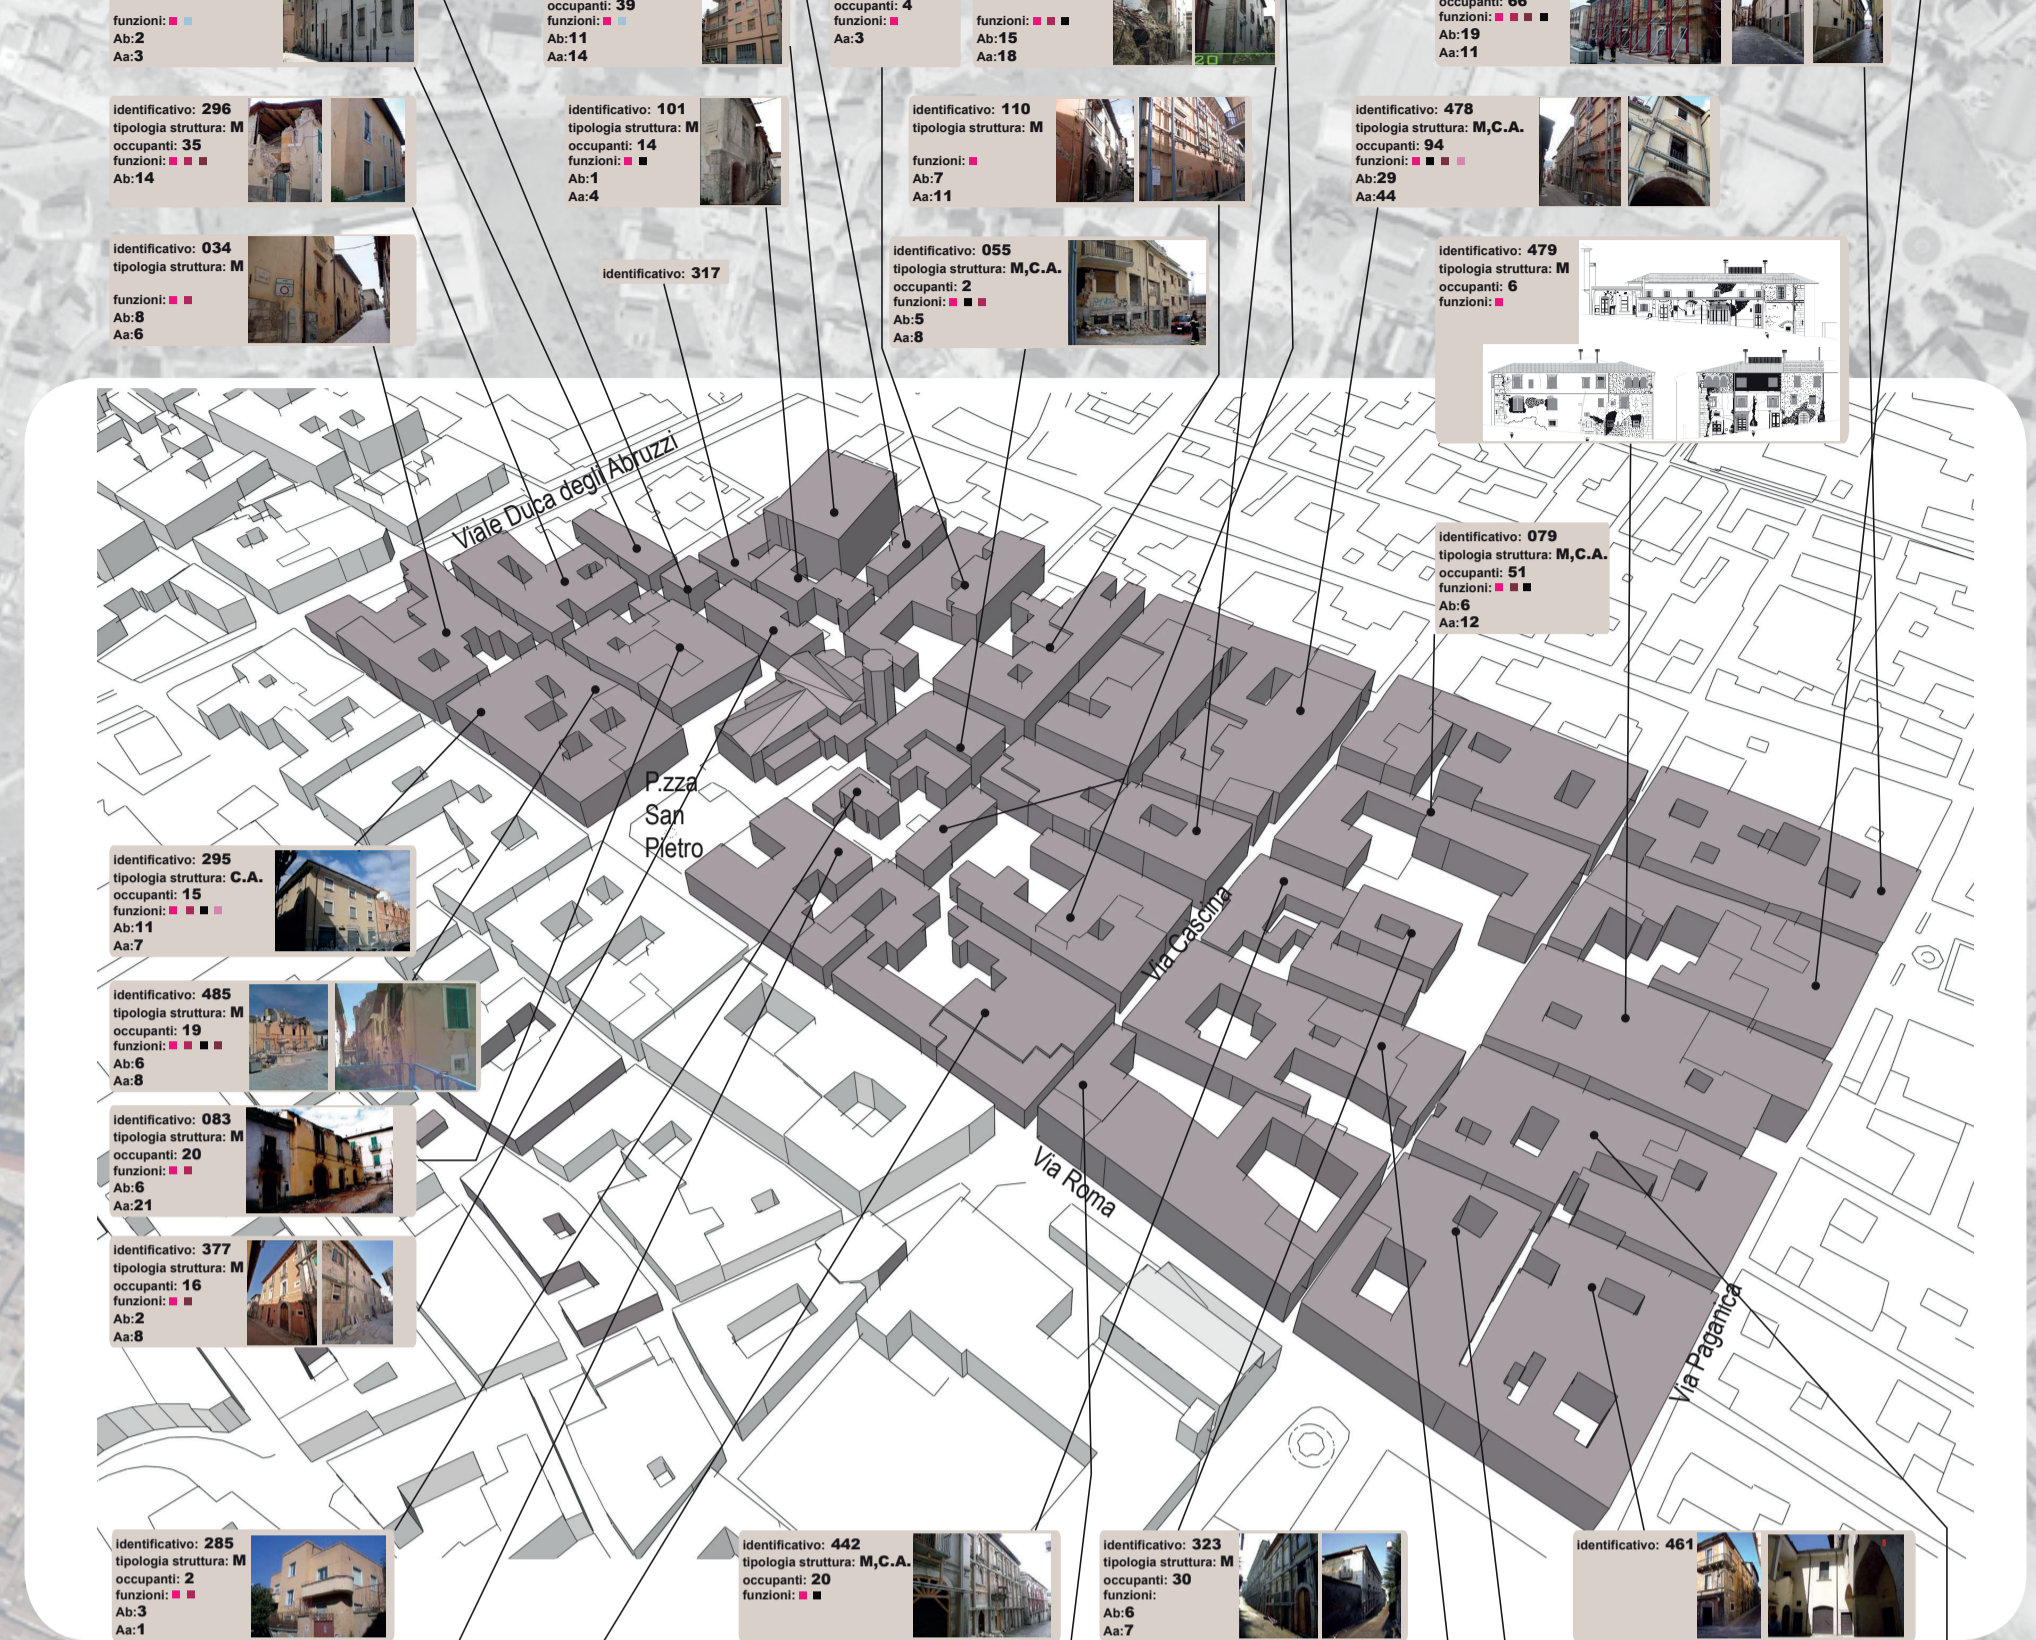 funzioni:
Ab:2
Aa:3
occupanti: 39
funzioni:
Ab:11
Aa:14
occupanti: 4
funzioni:
Aa:3
funzioni:
Ab:15
Aa:18
20
occupanti: 66
funzioni:
Ab:19
Aa:11
identificativo: 296
tipologia struttura: M
occupanti: 35
funzioni:
Ab:14
identificativo: 101
tipologia struttura: M
occupanti: 14
funzioni:
Ab:1
Aa:4
identificativo: 110
tipologia struttura: M
funzioni:
Ab:7
Aa:11
identificativo: 478
tipologia struttura: M,C.A.
occupanti: 94
funzioni:
Ab:29
Aa:44
identificativo: 034
tipologia struttura: M
funzioni:
Ab:8
Aa:6
identificativo: 317
identificativo: 055
tipologia struttura: M,C.A.
occupanti: 2
funzioni:
Ab:5
Aa:8
identificativo: 479
tipologia struttura: M
occupanti: 6
funzioni:
Viale Duca degli Abruzzi
identificativo: 079
tipologia struttura: M,C.A.
occupanti: 51
funzioni:
Ab:6
Aa:12
P.zza
San
Pietro
identificativo: 295
tipologia struttura: C.A.
occupanti: 15
funzioni:
Ab:11
Aa:7
Via Cascina
identificativo: 485
tipologia struttura: M
occupanti: 19
funzioni:
Ab:6
Aa:8
identificativo: 083
tipologia struttura: M
occupanti: 20
funzioni:
Ab:6
Aa:21
Via Roma
identificativo: 377
tipologia struttura: M
occupanti: 16
funzioni:
Ab:2
Aa:8
Via Paganica
identificativo: 285
tipologia struttura: M
occupanti: 2
funzioni:
Ab:3
Aa:1
identificativo: 442
tipologia struttura: M,C.A.
occupanti: 20
funzioni:
identificativo: 323
tipologia struttura: M
occupanti: 30
funzioni:
Ab:6
Aa:7
identificativo: 461